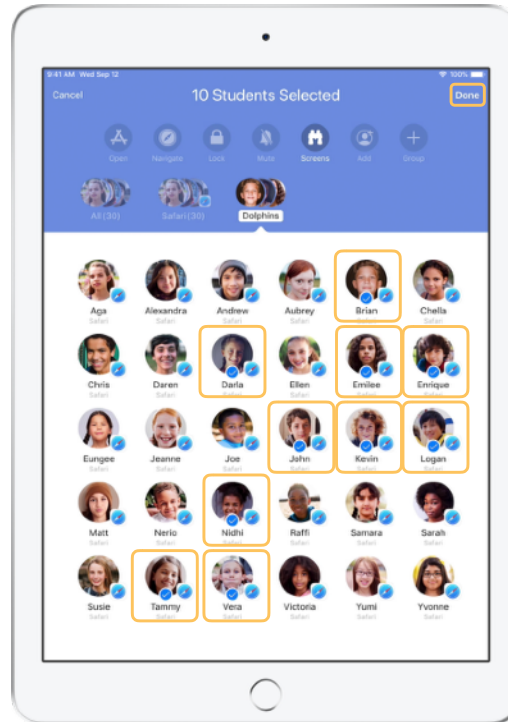 9:41 AM Wed Sep 12 100%
Cancel 10 Students Selected Done
Open Navigate Lock Mute Screens Add Group
All (30) Safari (30) Dolphins
Aga Alexandra Andrew Aubrey Brian Chella
Safari Safari Safari Safari Safari Safari
Chris Daren Darla Ellen Emilee Enrique
Safari Safari Safari Safari Safari Safari
Eungee Jeanne Joe John Kevin Logan
Safari Safari Safari Safari Safari Safari
Matt Nerio Nidhi Raffi Samara Sarah
Safari Safari Safari Safari Safari Safari
Susie Tammy Vera Victoria Yumi Yvonne
Safari Safari Safari Safari Safari Safari